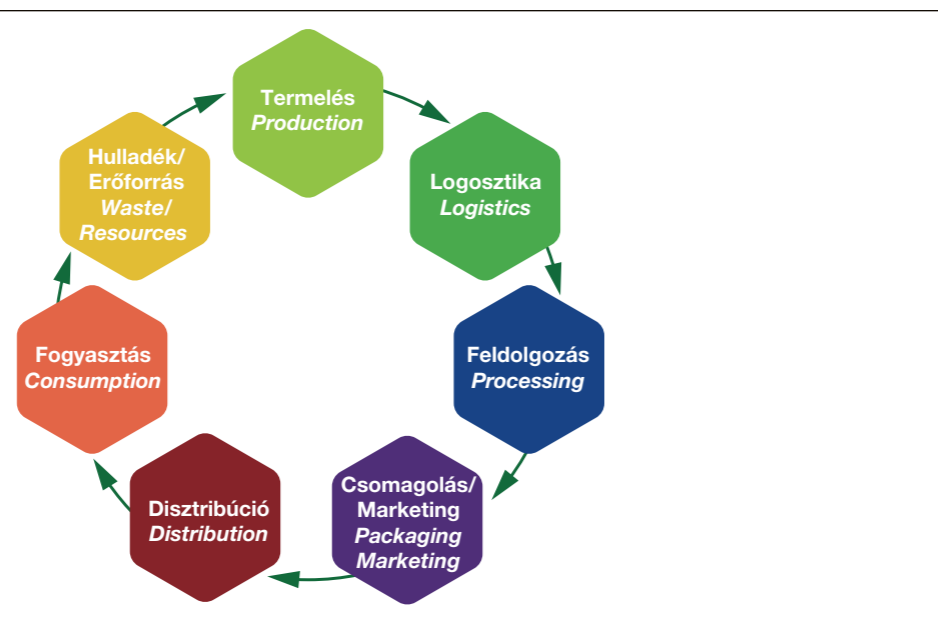 Termelés
Production
Logosztika
Logistics
Feldolgozás
Processing
Csomagolás/
Marketing
Packaging
Marketing
Disztribúció
Distribution
Fogyasztás
Consumption
Hulladék/
Erőforrás
Waste/
Resources